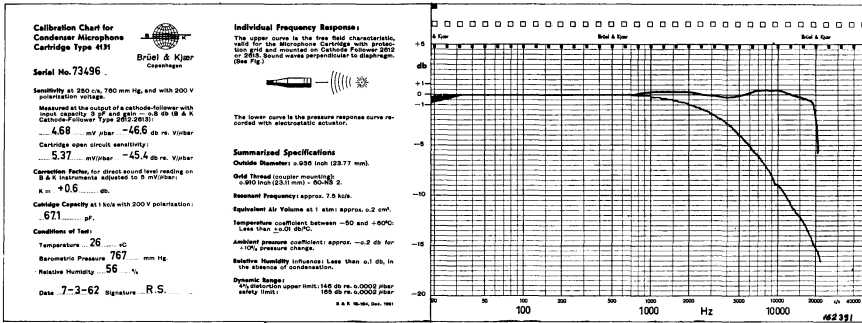 Calibration Chart for
Condenser Microphone
Cartridge Type 4131
B K
Brüel & Kjær
Copenhagen
Serial No. 73496 .
Sensitivity at 250 c/s, 760 mm Hg, and with 200 V
polarization voltage.
Measured at the output of a cathode-follower with
input capacity 3 pF and gain — 0.8 db (B & K
Cathode-Follower Type 2612-2613):
4.68 mV/µbar −46.6 db re. V/µbar
Cartridge open circuit sensitivity:
5.37 mV/µbar −45.4 db re. V/µbar
Correction Factor, for direct sound level reading on
B & K instruments adjusted to 5 mV/µbar:
K = +0.6 db.
Catridge Capacity at 1 kc/s with 200 V polarization:
67.1 pF.
Conditions of Test:
Temperature 26 °C
Barometric Pressure 767 mm Hg.
Relative Humidity 56 %
Date 7-3-62 Signature R.S.
Individual Frequency Response:
The upper curve is the free field characteristic,
valid for the Microphone Cartridge with protec-
tion grid and mounted on Cathode Follower 2612
or 2613. Sound waves perpendicular to diaphragm.
(See Fig.)
The lower curve is the pressure response curve re-
corded with electrostatic actuator.
Summarized Specifications
Outside Diameter: 0.936 inch (23.77 mm).
Grid Thread (coupler mounting):
0.910 inch (23.11 mm) - 60-NS 2.
Resonant Frequency: approx. 7.5 kc/s.
Equivalent Air Volume at 1 atm: approx. 0.2 cm³.
Temperature coefficient between −50 and +60°C:
Less than ±0.01 db/°C.
Ambient pressure coefficient: approx. −0.2 db for
+10% pressure change.
Relative Humidity Influence: Less than 0.1 db, in
the absence of condensation.
Dynamic Range:
4% distortion upper limit: 146 db re. 0.0002 µbar
safety limit: 165 db re. 0.0002 µbar
B & K 16-164, Dec. 1961
& Kjær Brüel & Kjær Brüel & Kjær
+5
db
+1
0
−1
−5
−10
−15
−20
20 50 100 200 500 1000 2000 5000 10000 20000 c/s 40000
100 1000 Hz 10000
162391